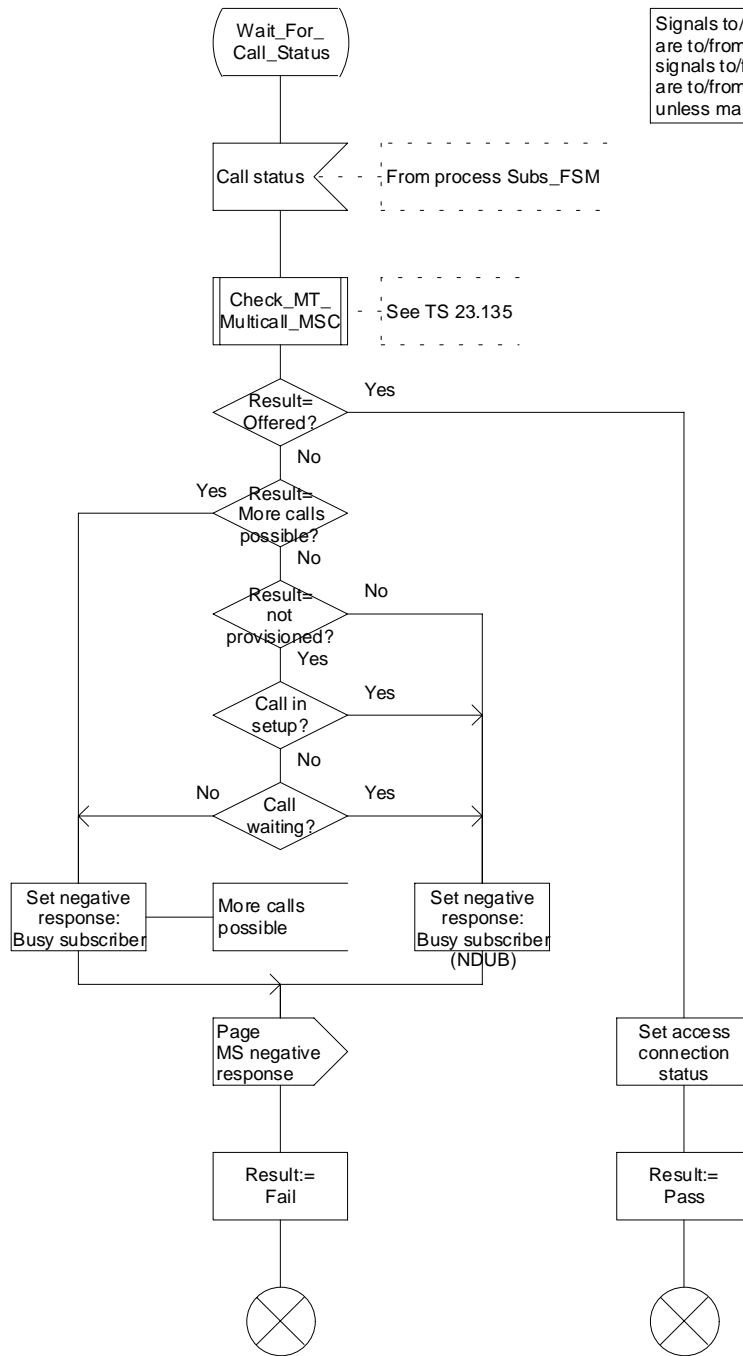 Wait_For_
Call_Status
Signals to/
are to/from
signals to/f
are to/from
unless ma
Call status
From process Subs_FSM
Check_MT_
Multicall_MSC
See TS 23.135
Result=
Offered?
Yes
No
Result=
More calls
possible?
Yes
No
Result=
not
provisioned?
No
Yes
Call in
setup?
Yes
No
Call
waiting?
No
Yes
Set negative
response:
Busy subscriber
More calls
possible
Set negative
response:
Busy subscriber
(NDUB)
Page
MS negative
response
Set access
connection
status
Result:=
Fail
Result:=
Pass